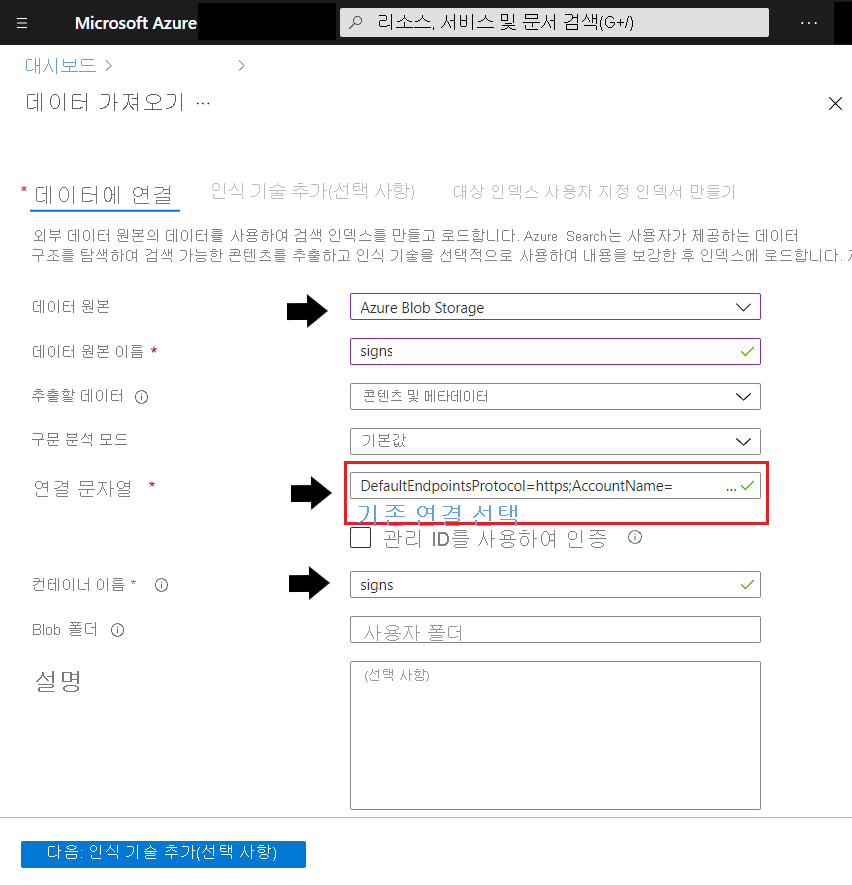 Microsoft Azure
리소스, 서비스 및 문서 검색(G+/)
대시보드
데이터 가져오기 ...
* 데이터에 연결
인식 기술 추가(선택 사항)
대상 인덱스 사용자 지정 인덱서 만들기
외부 데이터 원본의 데이터를 사용하여 검색 인덱스를 만들고 로드합니다. Azure Search는 사용자가 제공하는 데이터
구조를 탐색하여 검색 가능한 콘텐츠를 추출하고 인식 기술을 선택적으로 사용하여 내용을 보강한 후 인덱스에 로드합니다.
데이터 원본
Azure Blob Storage
데이터 원본 이름 *
signs
추출할 데이터
콘텐츠 및 메타데이터
구문 분석 모드
기본값
연결 문자열 *
DefaultEndpointsProtocol=https;AccountName= ...
기존 연결 선택
관리 ID를 사용하여 인증
컨테이너 이름 *
signs
Blob 폴더
사용자 폴더
설명
(선택 사항)
다음: 인식 기술 추가(선택 사항)